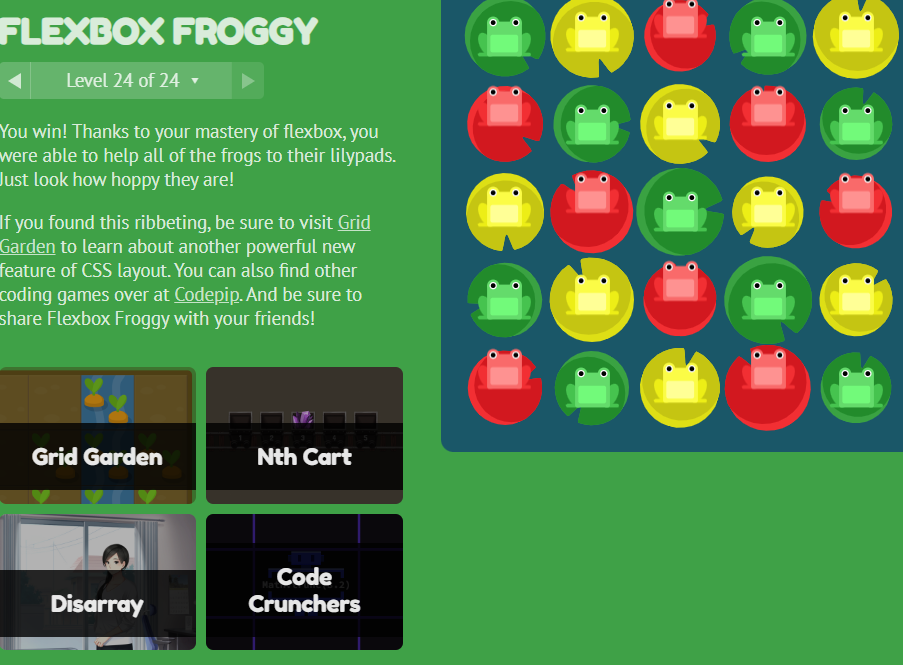 FLEXBOX FROGGY
Level 24 of 24
You win! Thanks to your mastery of flexbox, you
were able to help all of the frogs to their lilypads.
Just look how hoppy they are!
If you found this ribbeting, be sure to visit Grid
Garden to learn about another powerful new
feature of CSS layout. You can also find other
coding games over at Codepip. And be sure to
share Flexbox Froggy with your friends!
Grid Garden
Nth Cart
Disarray
Code
Crunchers